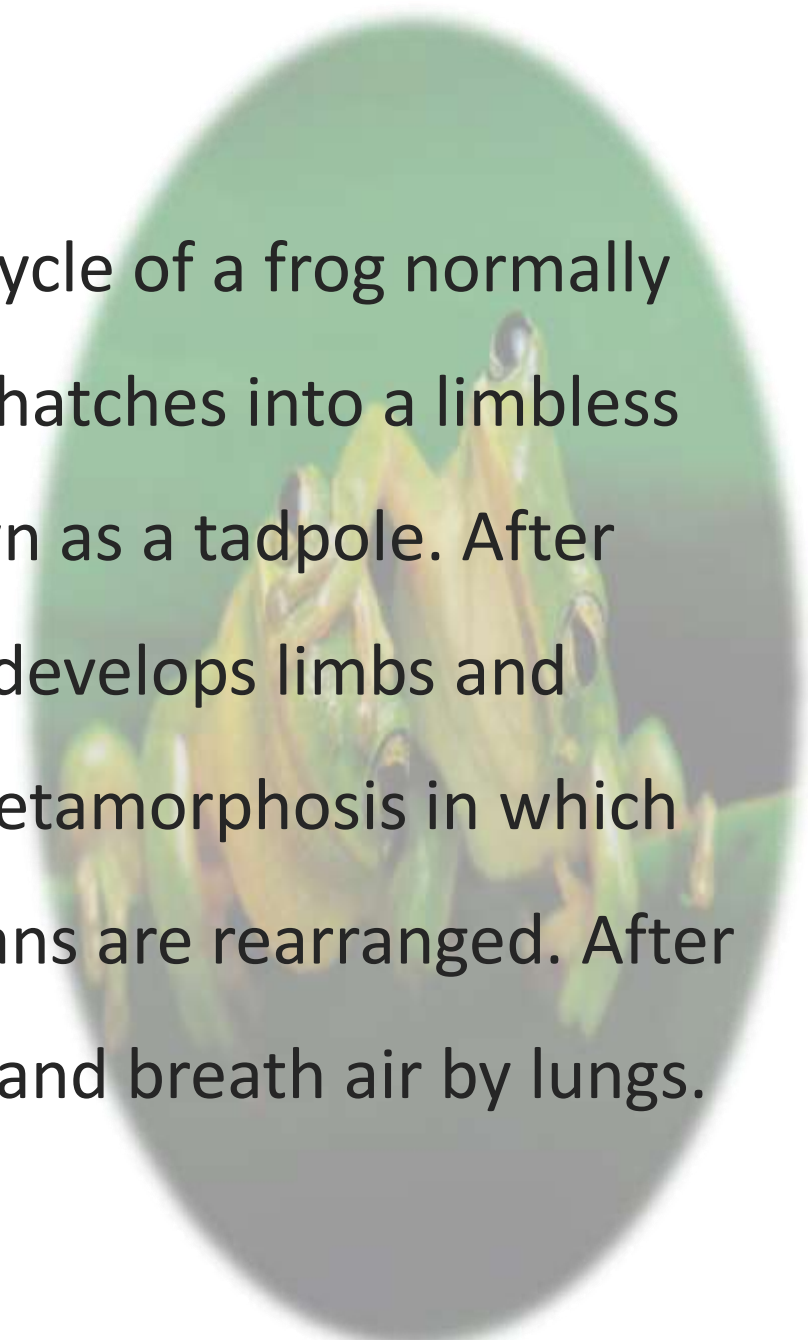 ycle of a frog normally
hatches into a limbless
n as a tadpole. After
develops limbs and
etamorphosis in which
ns are rearranged. After
and breath air by lungs.